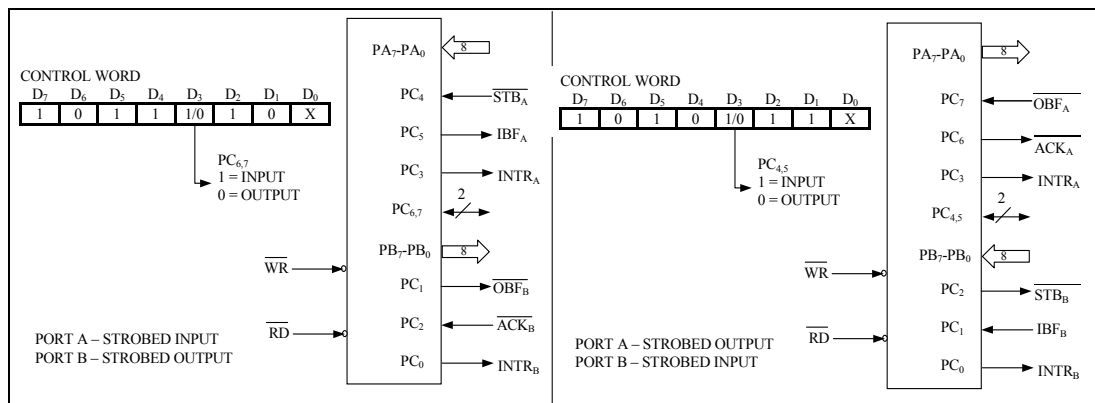 CONTROL WORD
D7 D6 D5 D4 D3 D2 D1 D0
1 0 1 1 1/0 1 0 X
PC6,7
1 = INPUT
0 = OUTPUT
WR
RD
PORT A – STROBED INPUT
PORT B – STROBED OUTPUT
PA7-PA0 8
PC4 STBA
PC5 IBFA
PC3 INTRA
PC6,7 2
PB7-PB0 8
PC1 OBFB
PC2 ACKB
PC0 INTRB
CONTROL WORD
D7 D6 D5 D4 D3 D2 D1 D0
1 0 1 0 1/0 1 1 X
PC4,5
1 = INPUT
0 = OUTPUT
WR
RD
PORT A – STROBED OUTPUT
PORT B – STROBED INPUT
PA7-PA0 8
PC7 OBFA
PC6 ACKA
PC3 INTRA
PC4,5 2
PB7-PB0 8
PC2 STBB
PC1 IBFB
PC0 INTRB